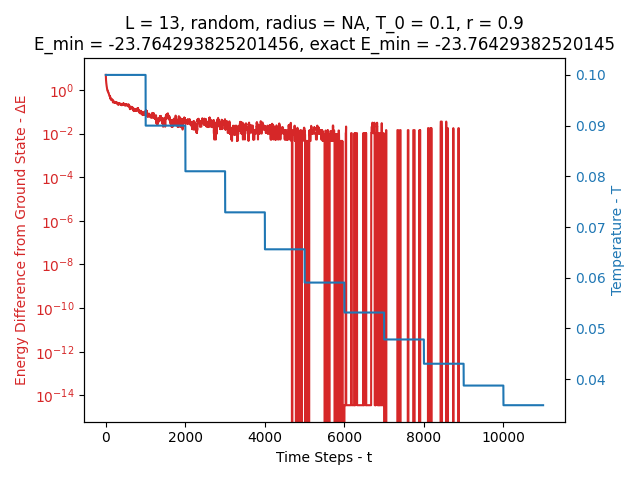 L = 13, random, radius = NA, T_0 = 0.1, r = 0.9
E_min = -23.764293825201456, exact E_min = -23.76429382520145
Energy Difference from Ground State - ΔE
10^0
10^-2
10^-4
10^-6
10^-8
10^-10
10^-12
10^-14
0.10
0.09
0.08
0.07
0.06
0.05
0.04
Temperature - T
0 2000 4000 6000 8000 10000
Time Steps - t